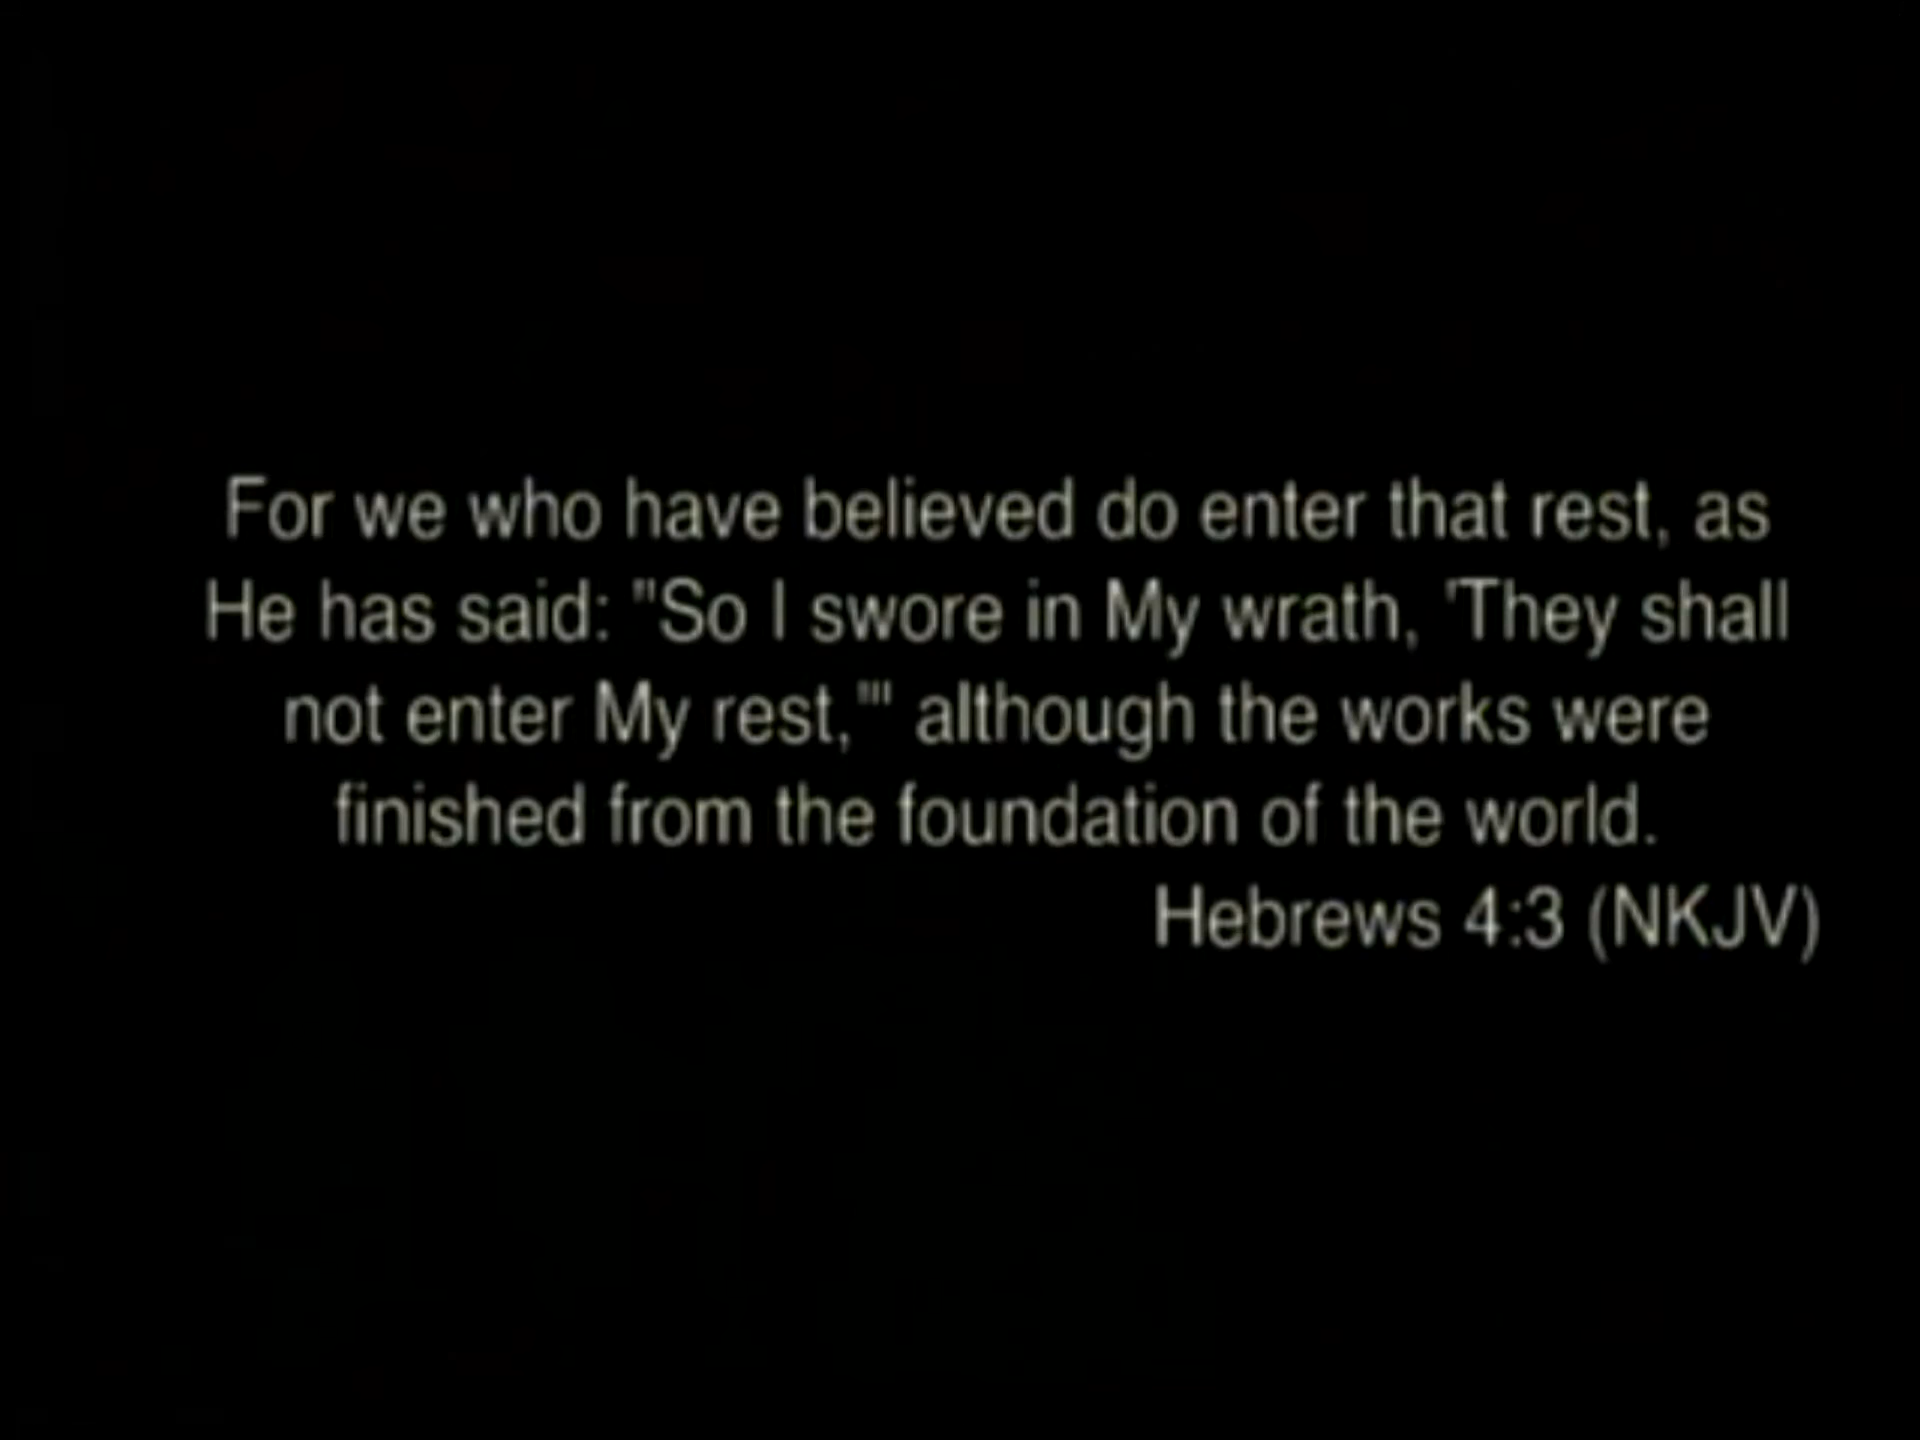 For we who have believed do enter that rest, as
He has said: "So I swore in My wrath, 'They shall
not enter My rest,'" although the works were
finished from the foundation of the world.
Hebrews 4:3 (NKJV)